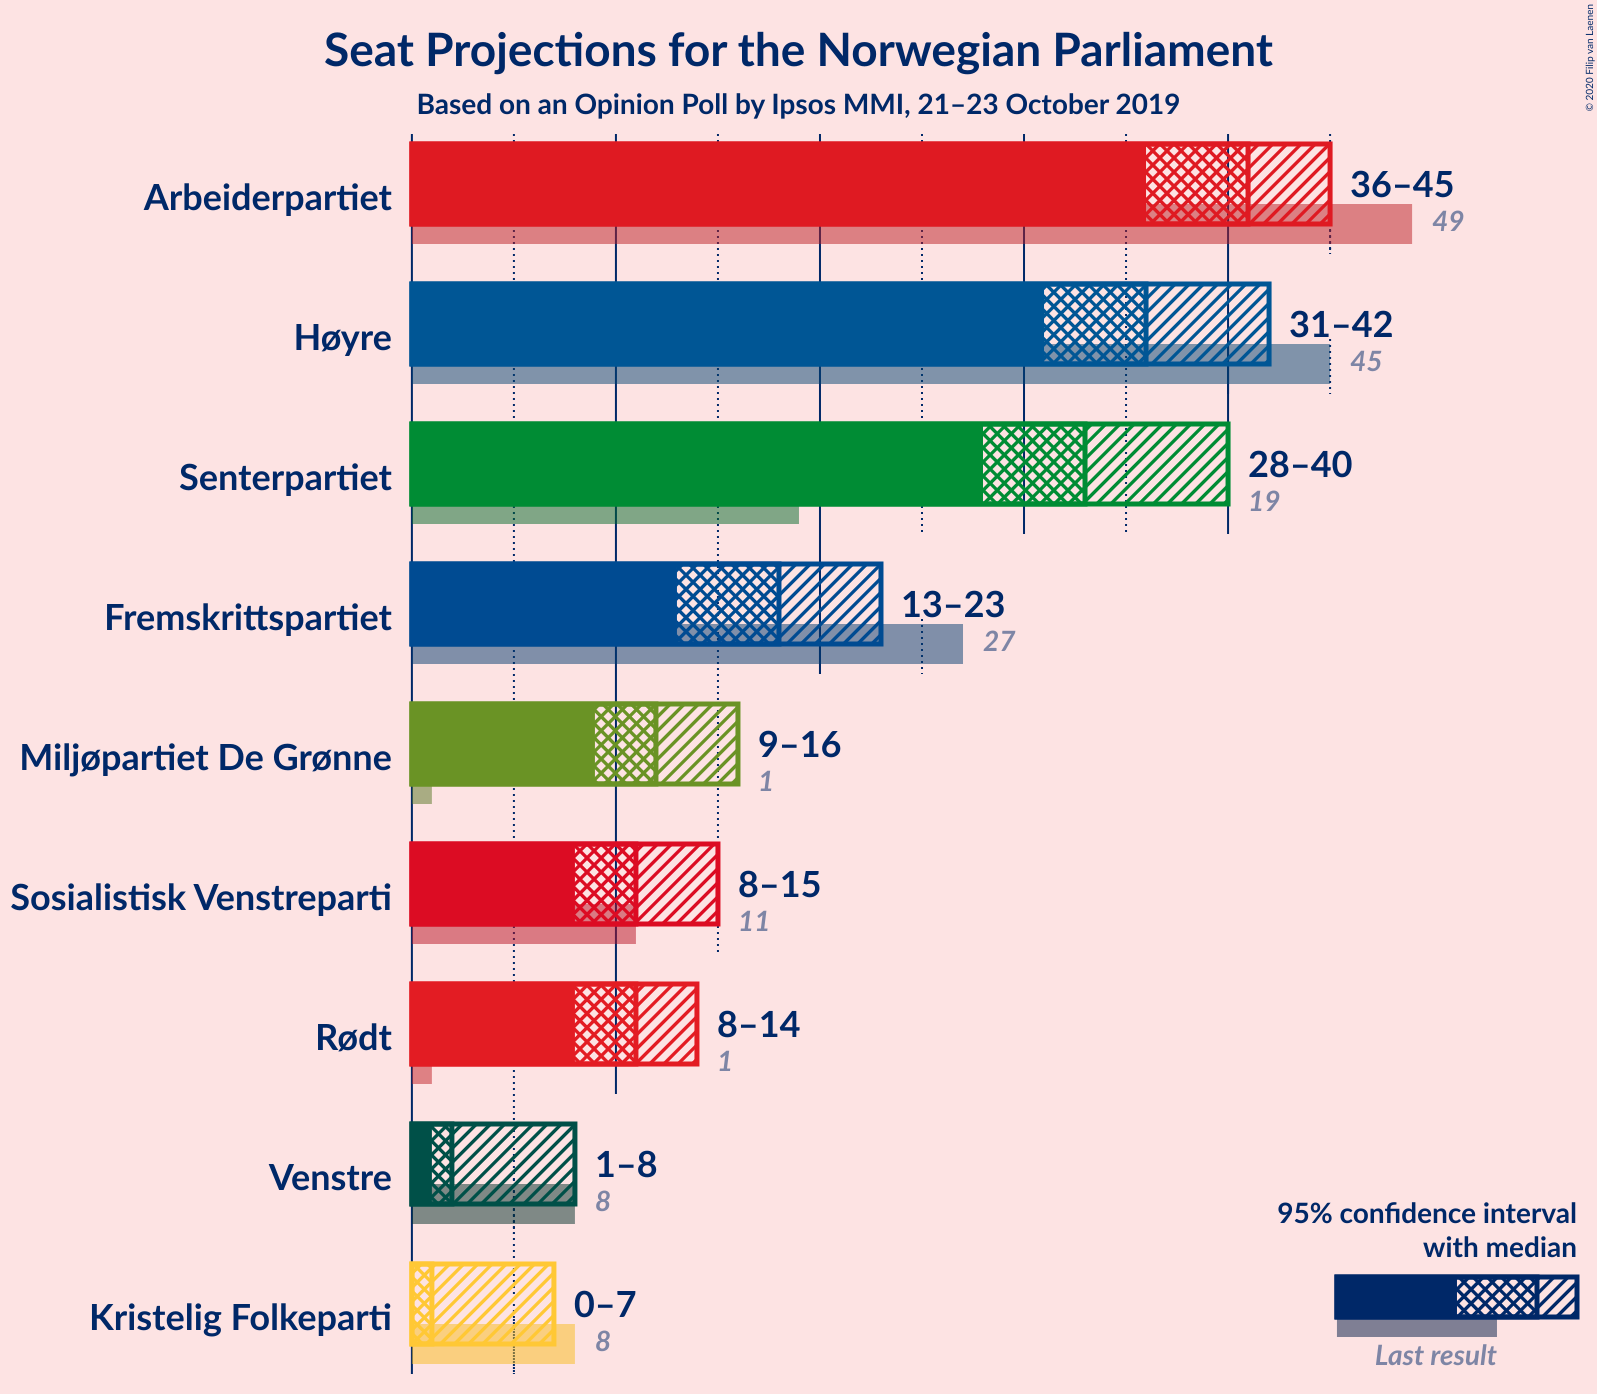 Seat Projections for the Norwegian Parliament
Based on an Opinion Poll by Ipsos MMI, 21–23 October 2019
© 2020 Filip van Laenen
Arbeiderpartiet
36–45
49
Høyre
31–42
45
Senterpartiet
28–40
19
Fremskrittspartiet
13–23
27
Miljøpartiet De Grønne
9–16
1
Sosialistisk Venstreparti
8–15
11
Rødt
8–14
1
Venstre
1–8
8
Kristelig Folkeparti
0–7
8
95% confidence interval
with median
Last result